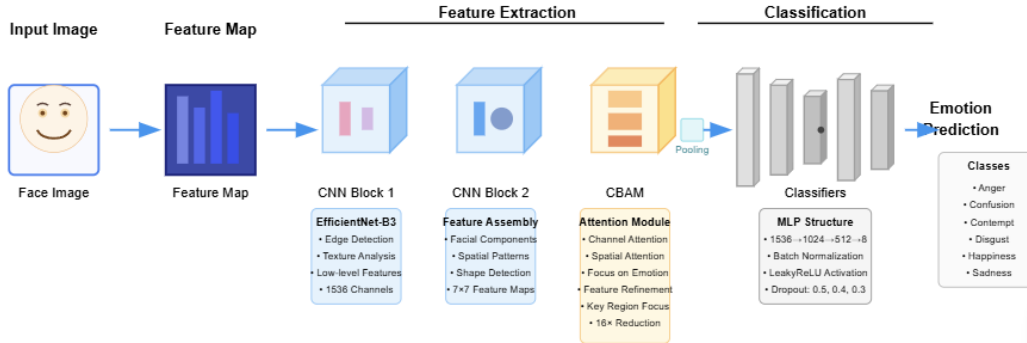 Feature Extraction
Classification
Input Image
Feature Map
Face Image
Feature Map
CNN Block 1
CNN Block 2
CBAM
Pooling
Classifiers
Emotion
Prediction
EfficientNet-B3
• Edge Detection
• Texture Analysis
• Low-level Features
• 1536 Channels
Feature Assembly
• Facial Components
• Spatial Patterns
• Shape Detection
• 7×7 Feature Maps
Attention Module
• Channel Attention
• Spatial Attention
• Focus on Emotion
• Feature Refinement
• Key Region Focus
• 16× Reduction
MLP Structure
• 1536→1024→512→8
• Batch Normalization
• LeakyReLU Activation
• Dropout: 0.5, 0.4, 0.3
Classes
• Anger
• Confusion
• Contempt
• Disgust
• Happiness
• Sadness